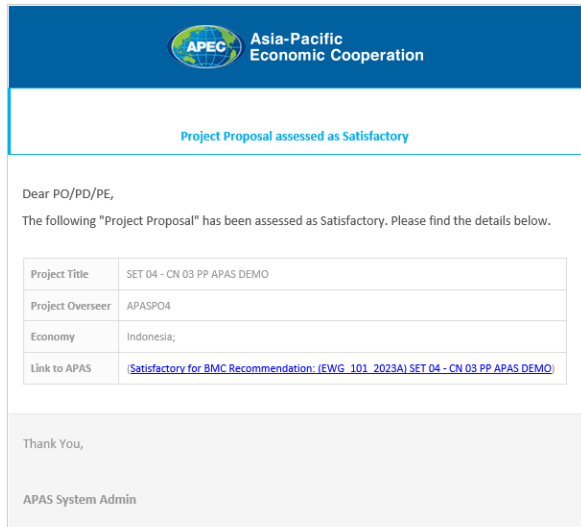 APEC
Asia-Pacific
Economic Cooperation
Project Proposal assessed as Satisfactory
Dear PO/PD/PE,
The following "Project Proposal" has been assessed as Satisfactory. Please find the details below.
Project Title SET 04 - CN 03 PP APAS DEMO
Project Overseer APASPO4
Economy Indonesia;
Link to APAS (Satisfactory for BMC Recommendation: (EWG_101_2023A) SET 04 - CN 03 PP APAS DEMO)
Thank You,
APAS System Admin